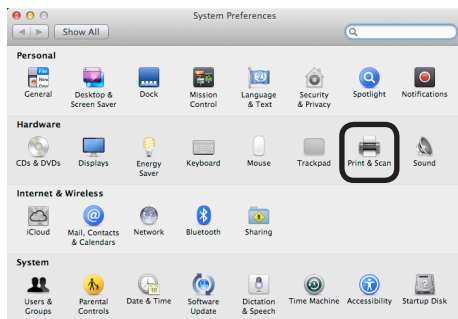 System Preferences
Show All
Personal
File
New
General
Desktop &
Screen Saver
Dock
Mission
Control
Language
& Text
Security
& Privacy
Spotlight
Notifications
Hardware
CDs & DVDs
Displays
Energy
Saver
Keyboard
Mouse
Trackpad
Print & Scan
Sound
Internet & Wireless
iCloud
Mail, Contacts
& Calendars
Network
Bluetooth
Sharing
System
Users &
Groups
Parental
Controls
Date & Time
Software
Update
Dictation
& Speech
Time Machine
Accessibility
Startup Disk